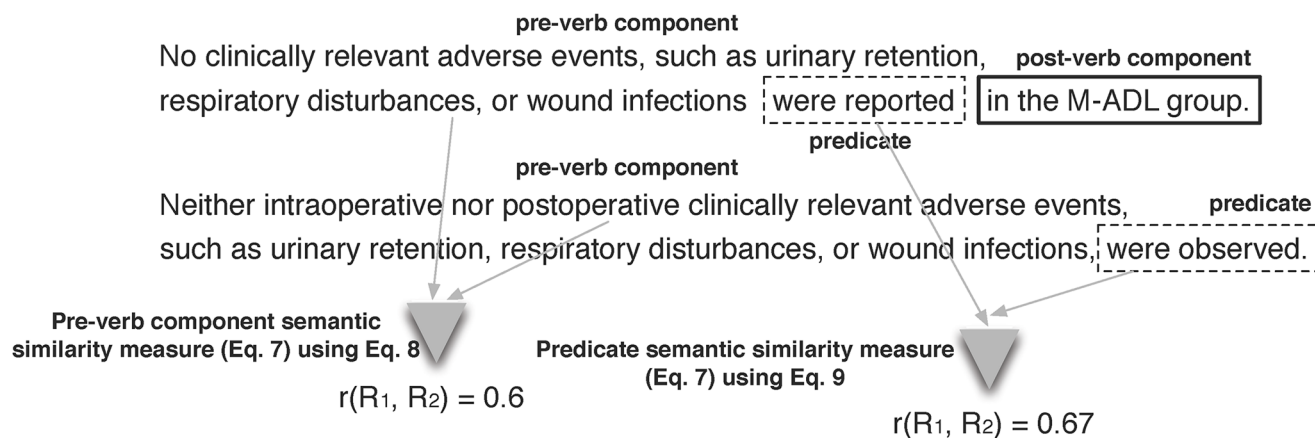 pre-verb component
No clinically relevant adverse events, such as urinary retention,
post-verb component
respiratory disturbances, or wound infections were reported in the M-ADL group.
predicate
pre-verb component
Neither intraoperative nor postoperative clinically relevant adverse events,
predicate
such as urinary retention, respiratory disturbances, or wound infections, were observed.
Pre-verb component semantic
similarity measure (Eq. 7) using Eq. 8
r(R₁, R₂) = 0.6
Predicate semantic similarity measure
(Eq. 7) using Eq. 9
r(R₁, R₂) = 0.67